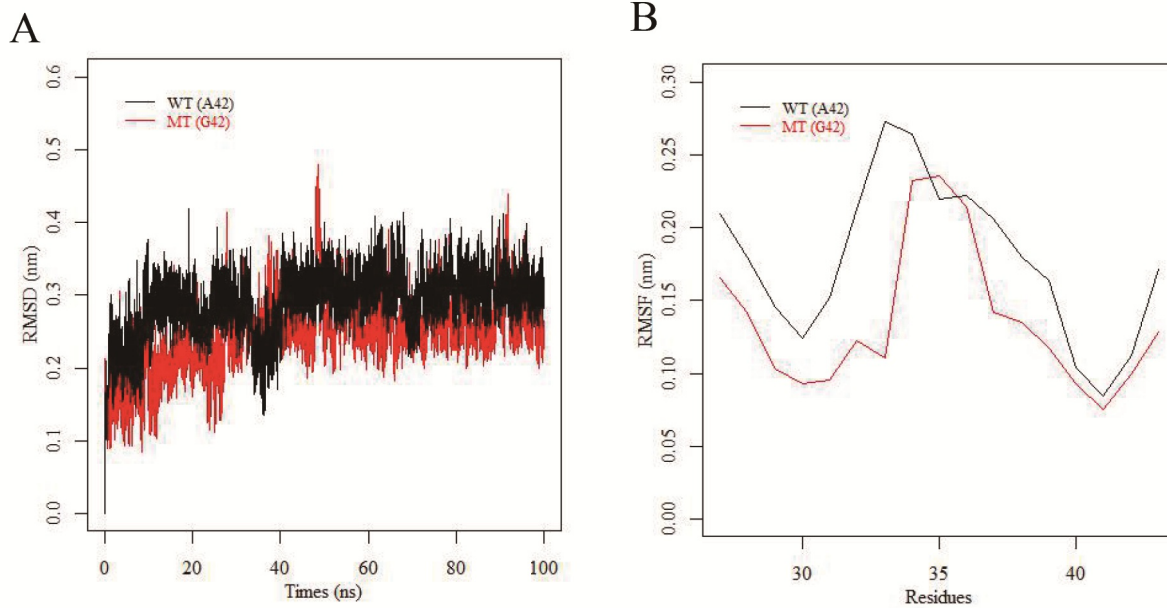 A
RMSD (nm)
0.6
0.5
0.4
0.3
0.2
0.1
0.0
WT (A42)
MT (G42)
0 20 40 60 80 100
Times (ns)
B
RMSF (nm)
0.30
0.25
0.20
0.15
0.10
0.05
0.00
WT (A42)
MT (G42)
30 35 40
Residues